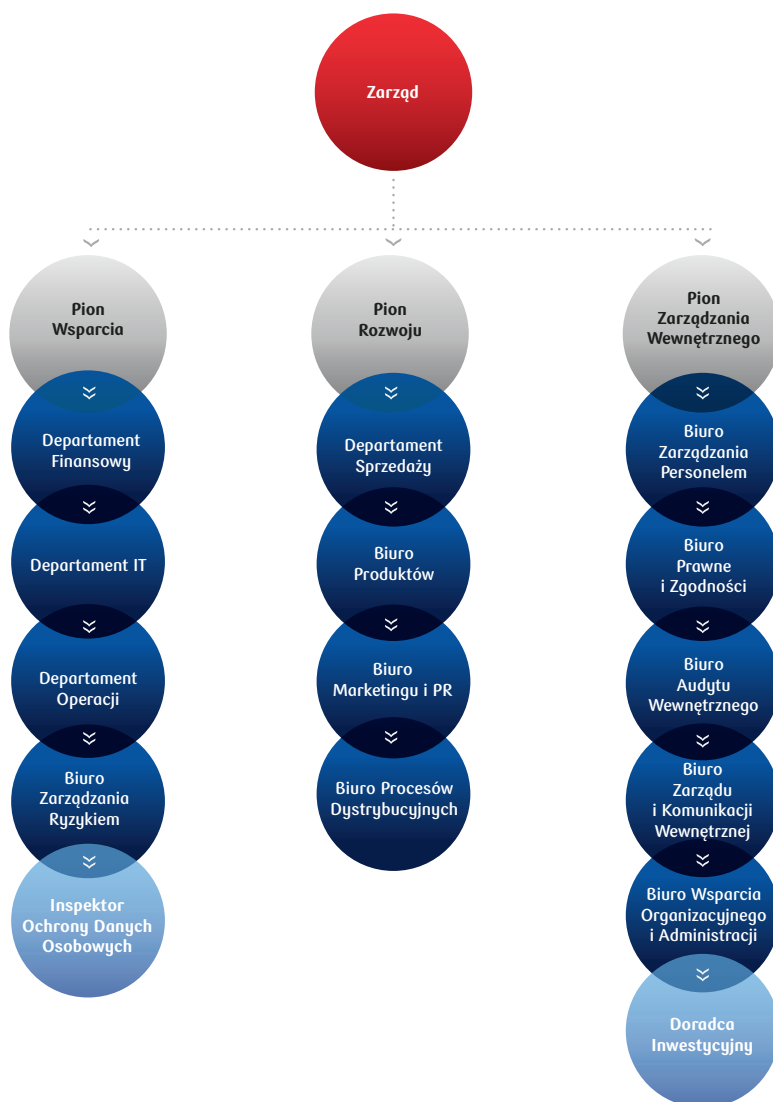 Zarząd
Pion
Wsparcia
Departament
Finansowy
Departament IT
Departament
Operacji
Biuro
Zarządzania
Ryzykiem
Inspektor
Ochrony Danych
Osobowych
Pion
Rozwoju
Departament
Sprzedaży
Biuro
Produktów
Biuro
Marketingu i PR
Biuro Procesów
Dystrybucyjnych
Pion
Zarządzania
Wewnętrznego
Biuro
Zarządzania
Personelem
Biuro
Prawne
i Zgodności
Biuro
Audytu
Wewnętrznego
Biuro
Zarządu
i Komunikacji
Wewnętrznej
Biuro Wsparcia
Organizacyjnego
i Administracji
Doradca
Inwestycyjny